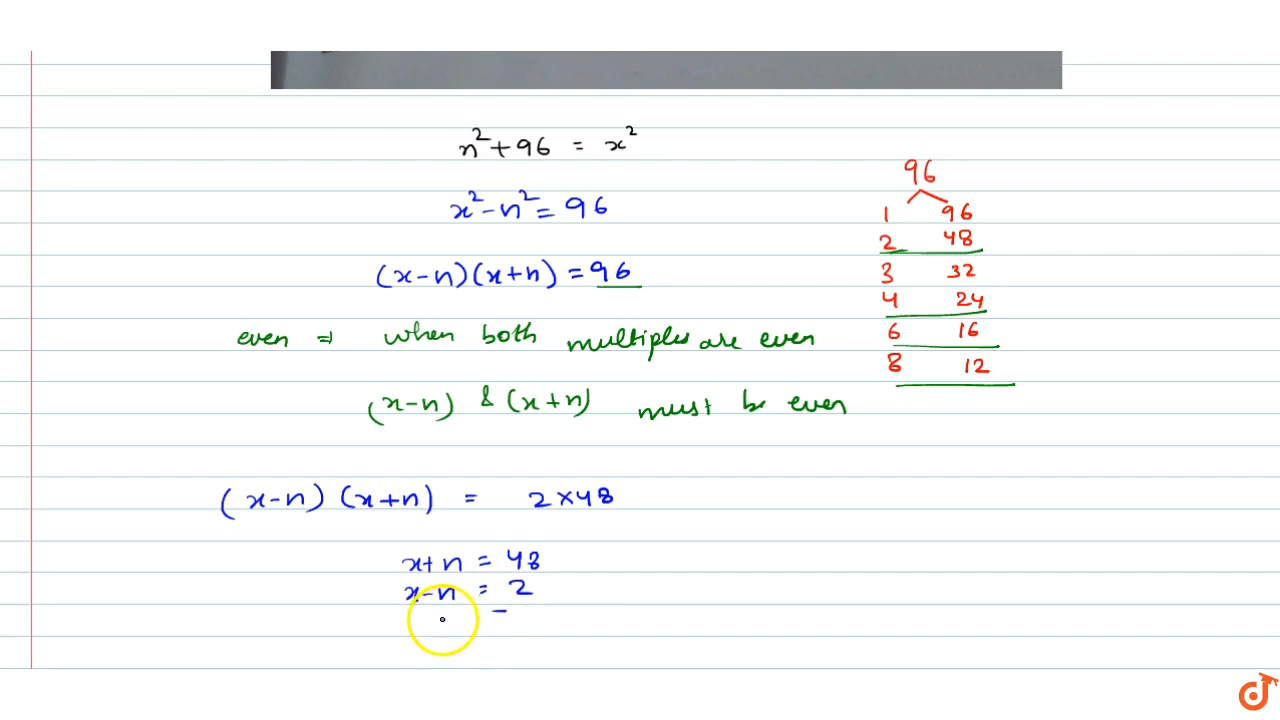 n² + 96 = x²
x² - n² = 96
(x-n)(x+n) = 96
even ⇒ when both multiples are even
(x-n) & (x+n) must be even
(x-n) (x+n) = 2×48
x+n = 48
x-n = 2
-
96
1 96
2 48
3 32
4 24
6 16
8 12